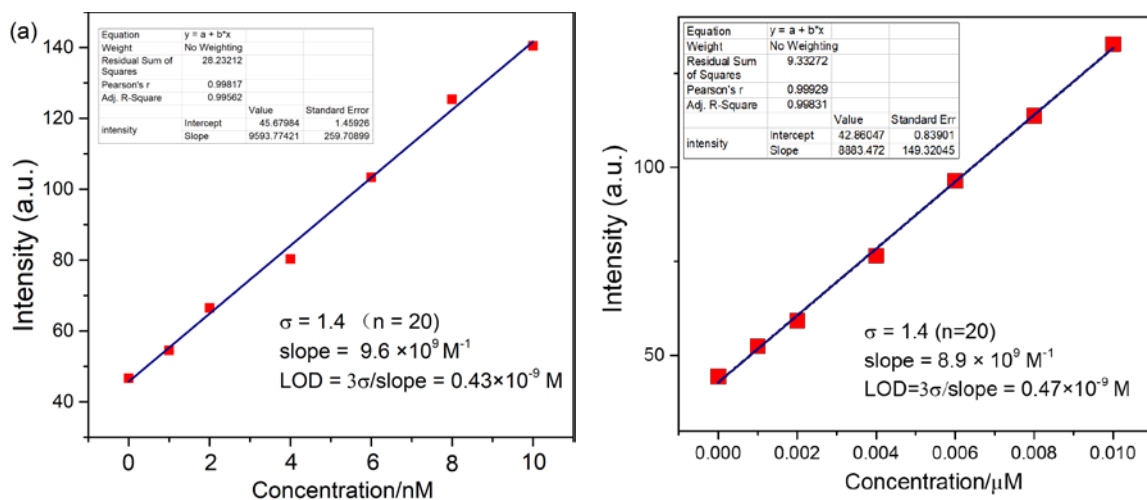 (a)
Equation y = a + b*x
Weight No Weighting
Residual Sum of Squares 28.23212
Pearson's r 0.99817
Adj. R-Square 0.99562
Value Standard Error
intensity Intercept 45.67984 1.45926
Slope 9593.77421 259.70899
140
120
100
80
60
40
Intensity (a.u.)
σ = 1.4 （n = 20)
slope = 9.6 ×10⁹ M⁻¹
LOD = 3σ/slope = 0.43×10⁻⁹ M
0 2 4 6 8 10
Concentration/nM
Equation y = a + b*x
Weight No Weighting
Residual Sum of Squares 9.33272
Pearson's r 0.99929
Adj. R-Square 0.99831
Value Standard Err
intensity Intercept 42.86047 0.83901
Slope 8883.472 149.32045
100
50
Intensity (a.u.)
σ = 1.4 (n=20)
slope = 8.9 × 10⁹ M⁻¹
LOD=3σ/slope = 0.47×10⁻⁹ M
0.000 0.002 0.004 0.006 0.008 0.010
Concentration/μM